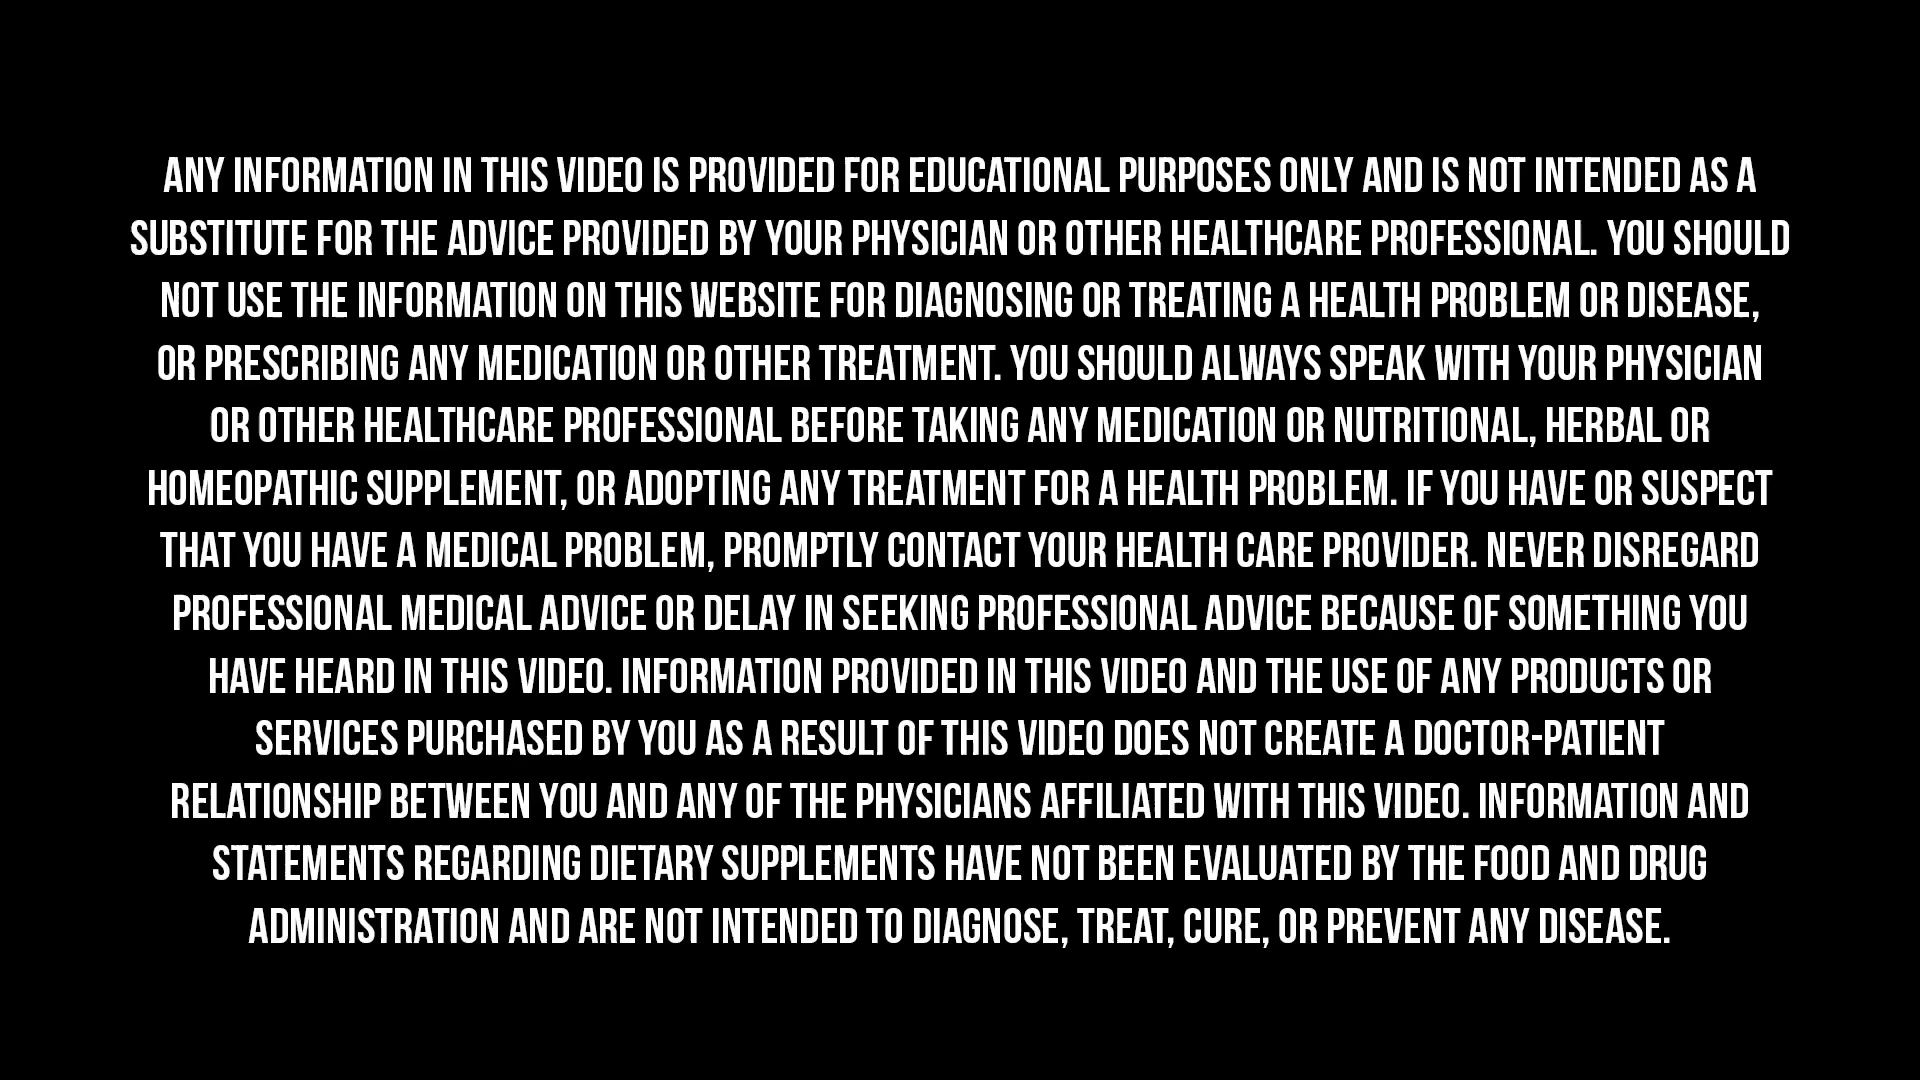 ANY INFORMATION IN THIS VIDEO IS PROVIDED FOR EDUCATIONAL PURPOSES ONLY AND IS NOT INTENDED AS A
SUBSTITUTE FOR THE ADVICE PROVIDED BY YOUR PHYSICIAN OR OTHER HEALTHCARE PROFESSIONAL. YOU SHOULD
NOT USE THE INFORMATION ON THIS WEBSITE FOR DIAGNOSING OR TREATING A HEALTH PROBLEM OR DISEASE,
OR PRESCRIBING ANY MEDICATION OR OTHER TREATMENT. YOU SHOULD ALWAYS SPEAK WITH YOUR PHYSICIAN
OR OTHER HEALTHCARE PROFESSIONAL BEFORE TAKING ANY MEDICATION OR NUTRITIONAL, HERBAL OR
HOMEOPATHIC SUPPLEMENT, OR ADOPTING ANY TREATMENT FOR A HEALTH PROBLEM. IF YOU HAVE OR SUSPECT
THAT YOU HAVE A MEDICAL PROBLEM, PROMPTLY CONTACT YOUR HEALTH CARE PROVIDER. NEVER DISREGARD
PROFESSIONAL MEDICAL ADVICE OR DELAY IN SEEKING PROFESSIONAL ADVICE BECAUSE OF SOMETHING YOU
HAVE HEARD IN THIS VIDEO. INFORMATION PROVIDED IN THIS VIDEO AND THE USE OF ANY PRODUCTS OR
SERVICES PURCHASED BY YOU AS A RESULT OF THIS VIDEO DOES NOT CREATE A DOCTOR-PATIENT
RELATIONSHIP BETWEEN YOU AND ANY OF THE PHYSICIANS AFFILIATED WITH THIS VIDEO. INFORMATION AND
STATEMENTS REGARDING DIETARY SUPPLEMENTS HAVE NOT BEEN EVALUATED BY THE FOOD AND DRUG
ADMINISTRATION AND ARE NOT INTENDED TO DIAGNOSE, TREAT, CURE, OR PREVENT ANY DISEASE.